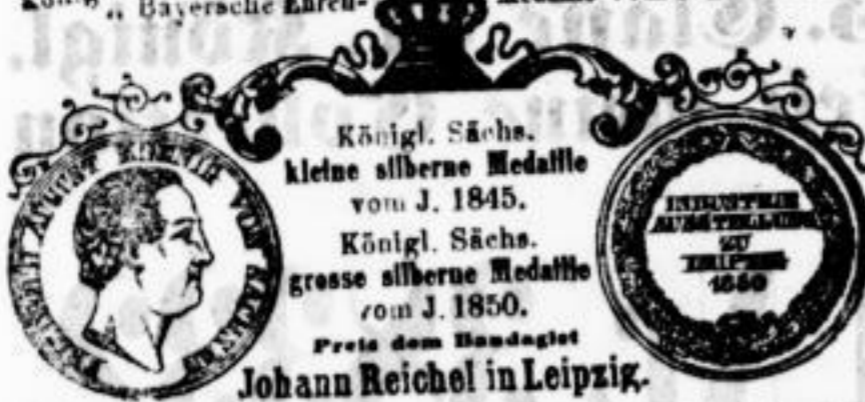 Bayersche Ehren-
FRIEDRICH AUGUST KOENIG VON SACHSEN
Königl. Sächs.
kleine silberne Medaille
vom J. 1845.
Königl. Sächs.
grosse silberne Medaille
vom J. 1850.
Preis dem Bandagist
Johann Reichel in Leipzig.
INDUSTRIE
AUSSTELLUNG
ZU
LEIPZIG
1850